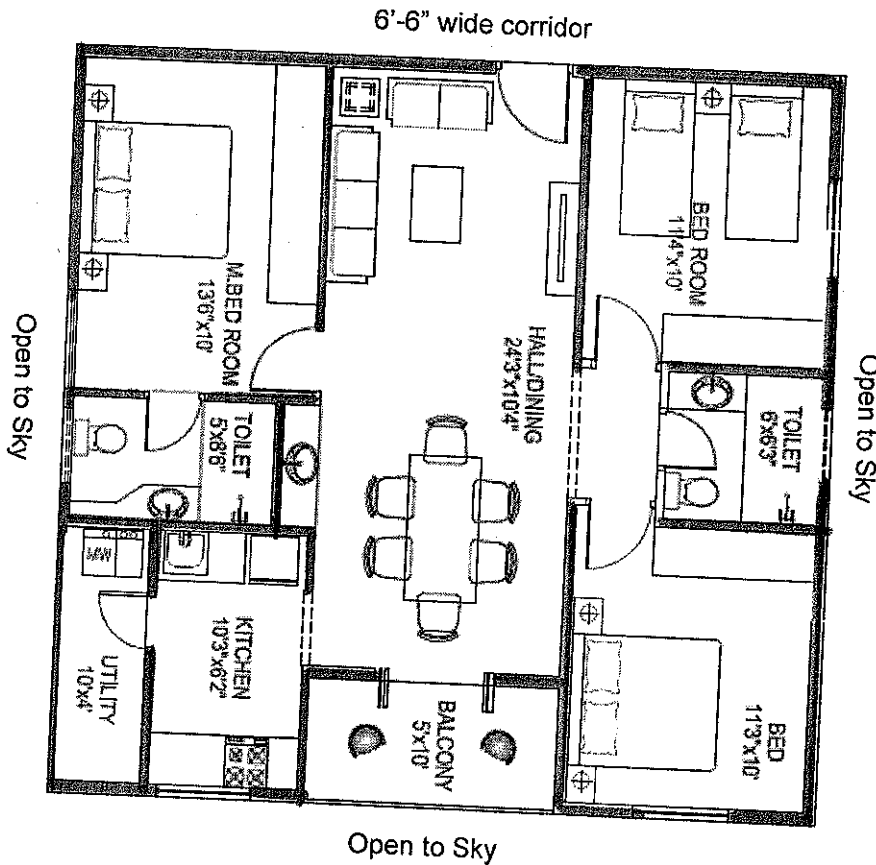 6'-6" wide corridor
M.BED ROOM
13'6"x10'
HALL/DINING
24'3"x10'4"
BED ROOM
11'4"x10'
TOILET
5'x8'6"
TOILET
6'x6'3"
Open to Sky
Open to Sky
WM
KITCHEN
10'3"x6'2"
UTILITY
10'x4'
BALCONY
5'x10'
BED
11'3"x10'
Open to Sky